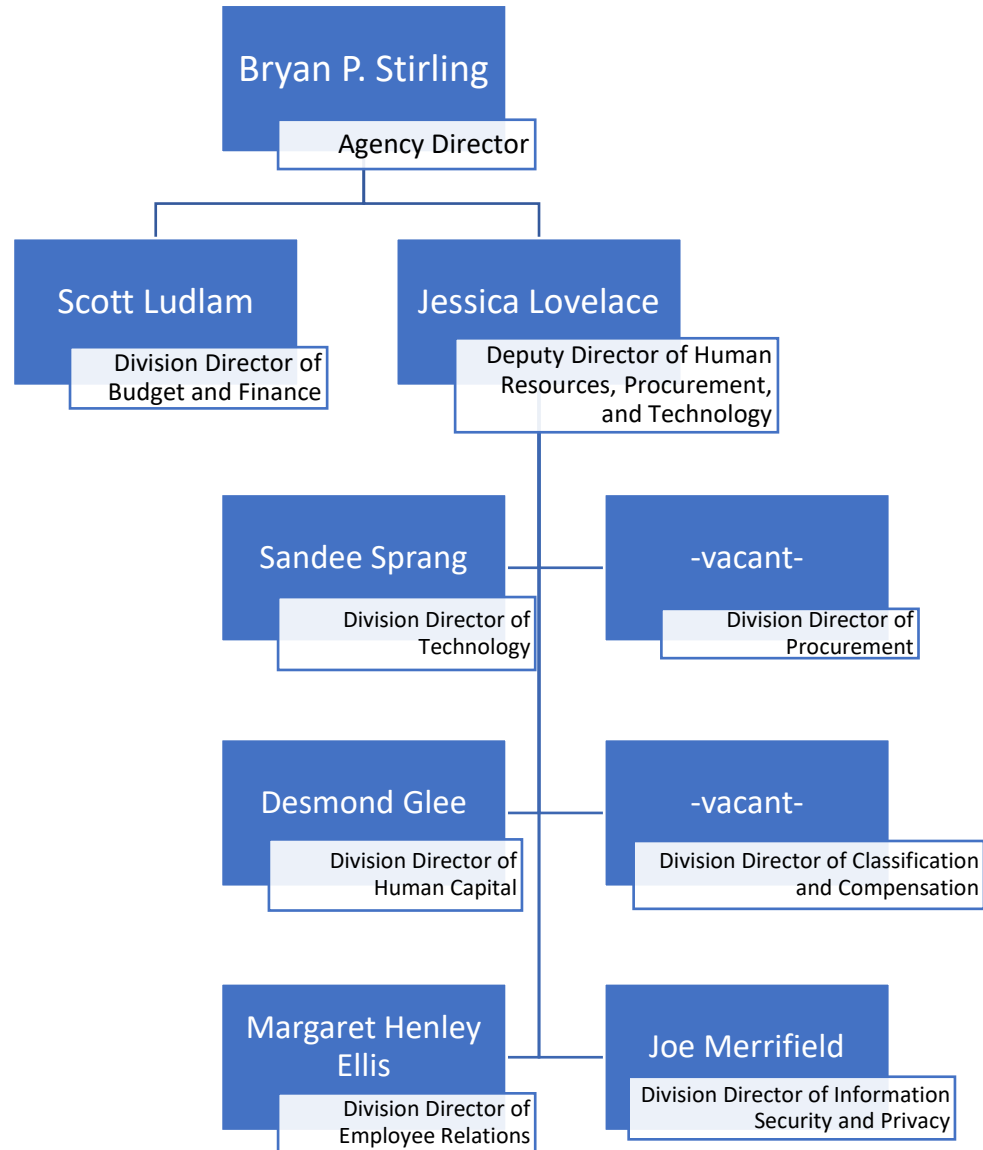 Bryan P. Stirling
Agency Director
Scott Ludlam
Division Director of
Budget and Finance
Jessica Lovelace
Deputy Director of Human
Resources, Procurement,
and Technology
Sandee Sprang
Division Director of
Technology
-vacant-
Division Director of
Procurement
Desmond Glee
Division Director of
Human Capital
-vacant-
Division Director of Classification
and Compensation
Margaret Henley
Ellis
Division Director of
Employee Relations
Joe Merrifield
Division Director of Information
Security and Privacy